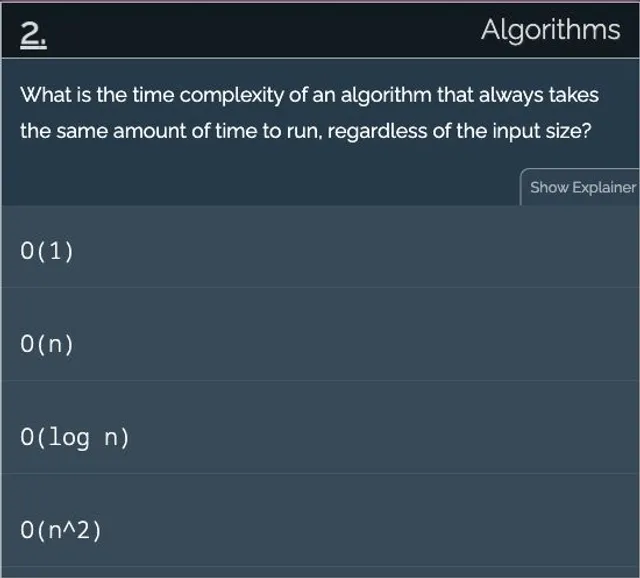 2.
Algorithms
What is the time complexity of an algorithm that always takes
the same amount of time to run, regardless of the input size?
Show Explainer
O(1)
O(n)
O(log n)
O(n^2)